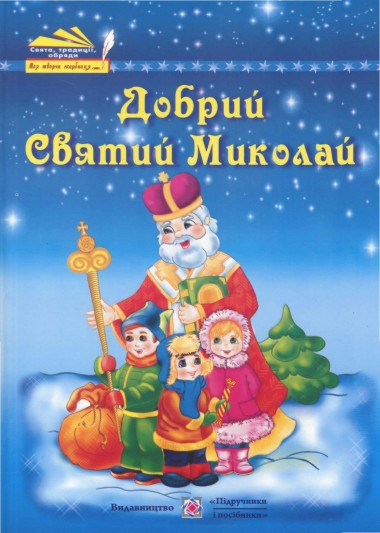 Свята, традиції,
обряди
Добрий
Святий Миколай
Видавництво
«Підручники
і посібники»